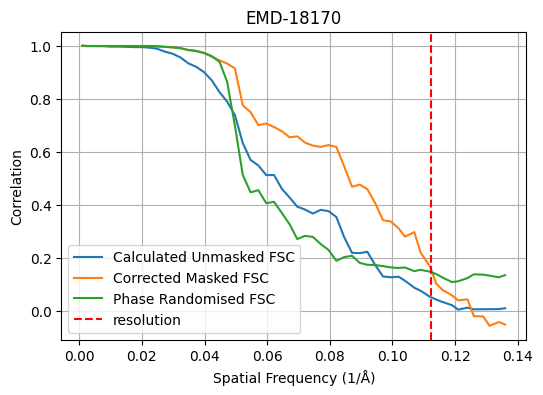 EMD-18170
1.0
0.8
0.6
0.4
0.2
0.0
Correlation
Calculated Unmasked FSC
Corrected Masked FSC
Phase Randomised FSC
resolution
0.00 0.02 0.04 0.06 0.08 0.10 0.12 0.14
Spatial Frequency (1/Å)